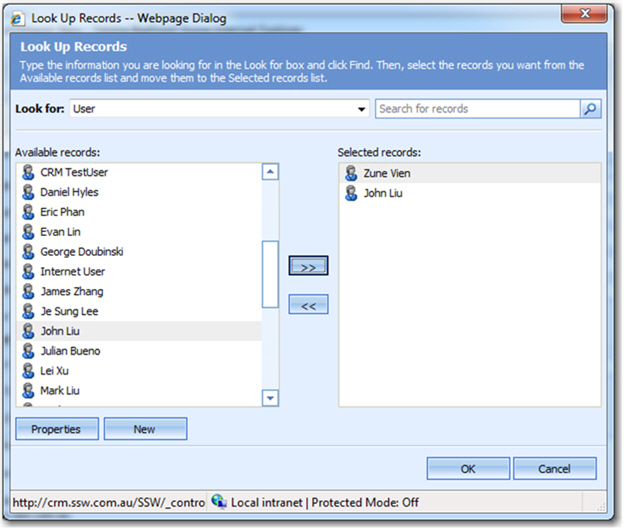 Look Up Records -- Webpage Dialog
Look Up Records
Type the information you are looking for in the Look for box and click Find. Then, select the records you want from the
Available records list and move them to the Selected records list.
Look for: User
Search for records
Available records:
CRM TestUser
Daniel Hyles
Eric Phan
Evan Lin
George Doubinski
Internet User
James Zhang
Je Sung Lee
John Liu
Julian Bueno
Lei Xu
Mark Liu
>>
<<
Selected records:
Zune Vien
John Liu
Properties
New
OK
Cancel
http://crm.ssw.com.au/SSW/_contro
Local intranet | Protected Mode: Off